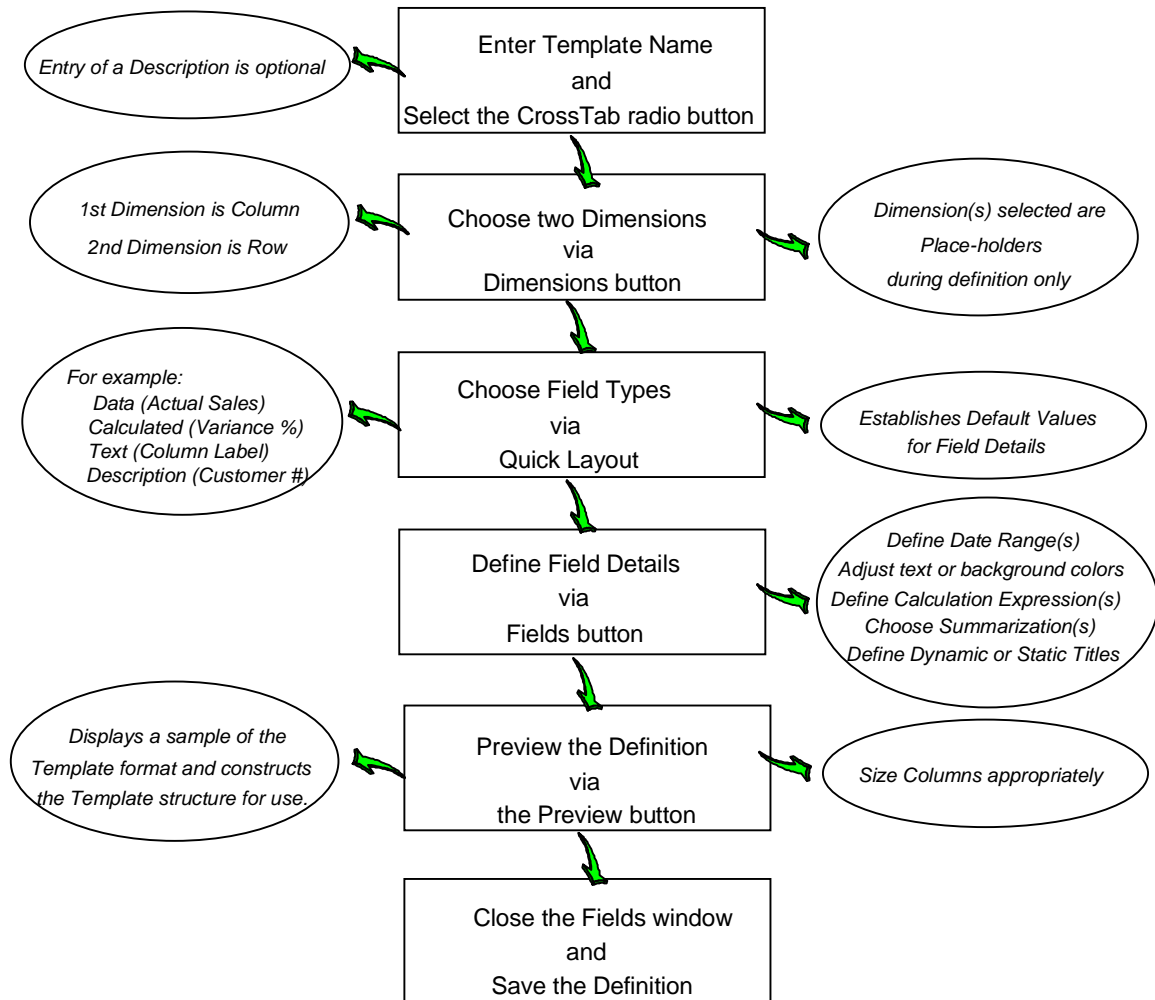 Enter Template Name
and
Select the CrossTab radio button
Entry of a Description is optional
Choose two Dimensions
via
Dimensions button
1st Dimension is Column
2nd Dimension is Row
Dimension(s) selected are
Place-holders
during definition only
Choose Field Types
via
Quick Layout
For example:
Data (Actual Sales)
Calculated (Variance %)
Text (Column Label)
Description (Customer #)
Establishes Default Values
for Field Details
Define Field Details
via
Fields button
Define Date Range(s)
Adjust text or background colors
Define Calculation Expression(s)
Choose Summarization(s)
Define Dynamic or Static Titles
Preview the Definition
via
the Preview button
Displays a sample of the
Template format and constructs
the Template structure for use.
Size Columns appropriately
Close the Fields window
and
Save the Definition